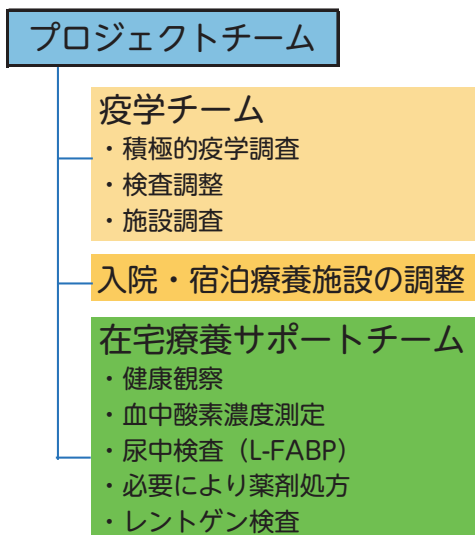 プロジェクトチーム
疫学チーム
・積極的疫学調査
・検査調整
・施設調査
入院・宿泊療養施設の調整
在宅療養サポートチーム
・健康観察
・血中酸素濃度測定
・尿中検査（L-FABP）
・必要により薬剤処方
・レントゲン検査